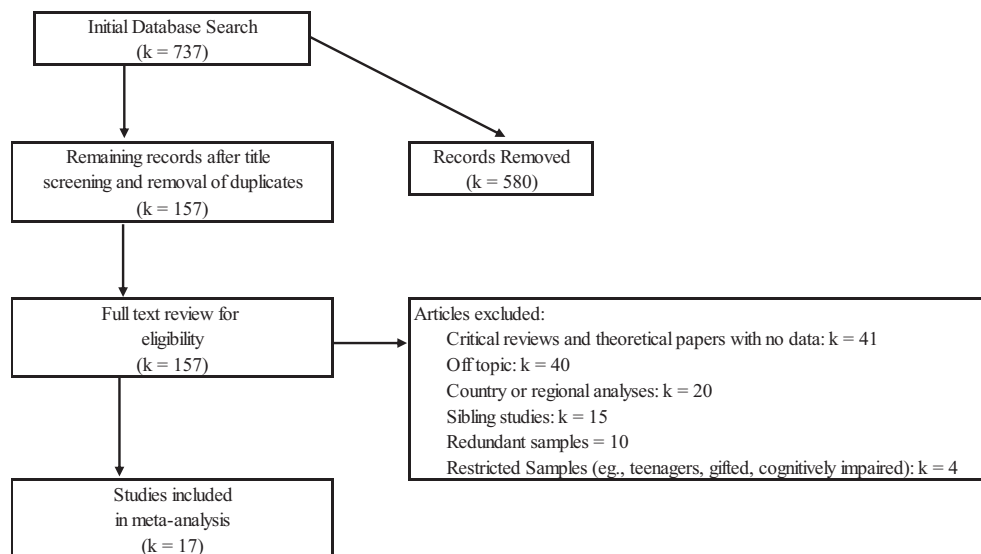 Initial Database Search
(k = 737)
Remaining records after title
screening and removal of duplicates
(k = 157)
Records Removed
(k = 580)
Full text review for
eligibility
(k = 157)
Articles excluded:
Critical reviews and theoretical papers with no data: k = 41
Off topic: k = 40
Country or regional analyses: k = 20
Sibling studies: k = 15
Redundant samples = 10
Restricted Samples (eg., teenagers, gifted, cognitively impaired): k = 4
Studies included
in meta-analysis
(k = 17)